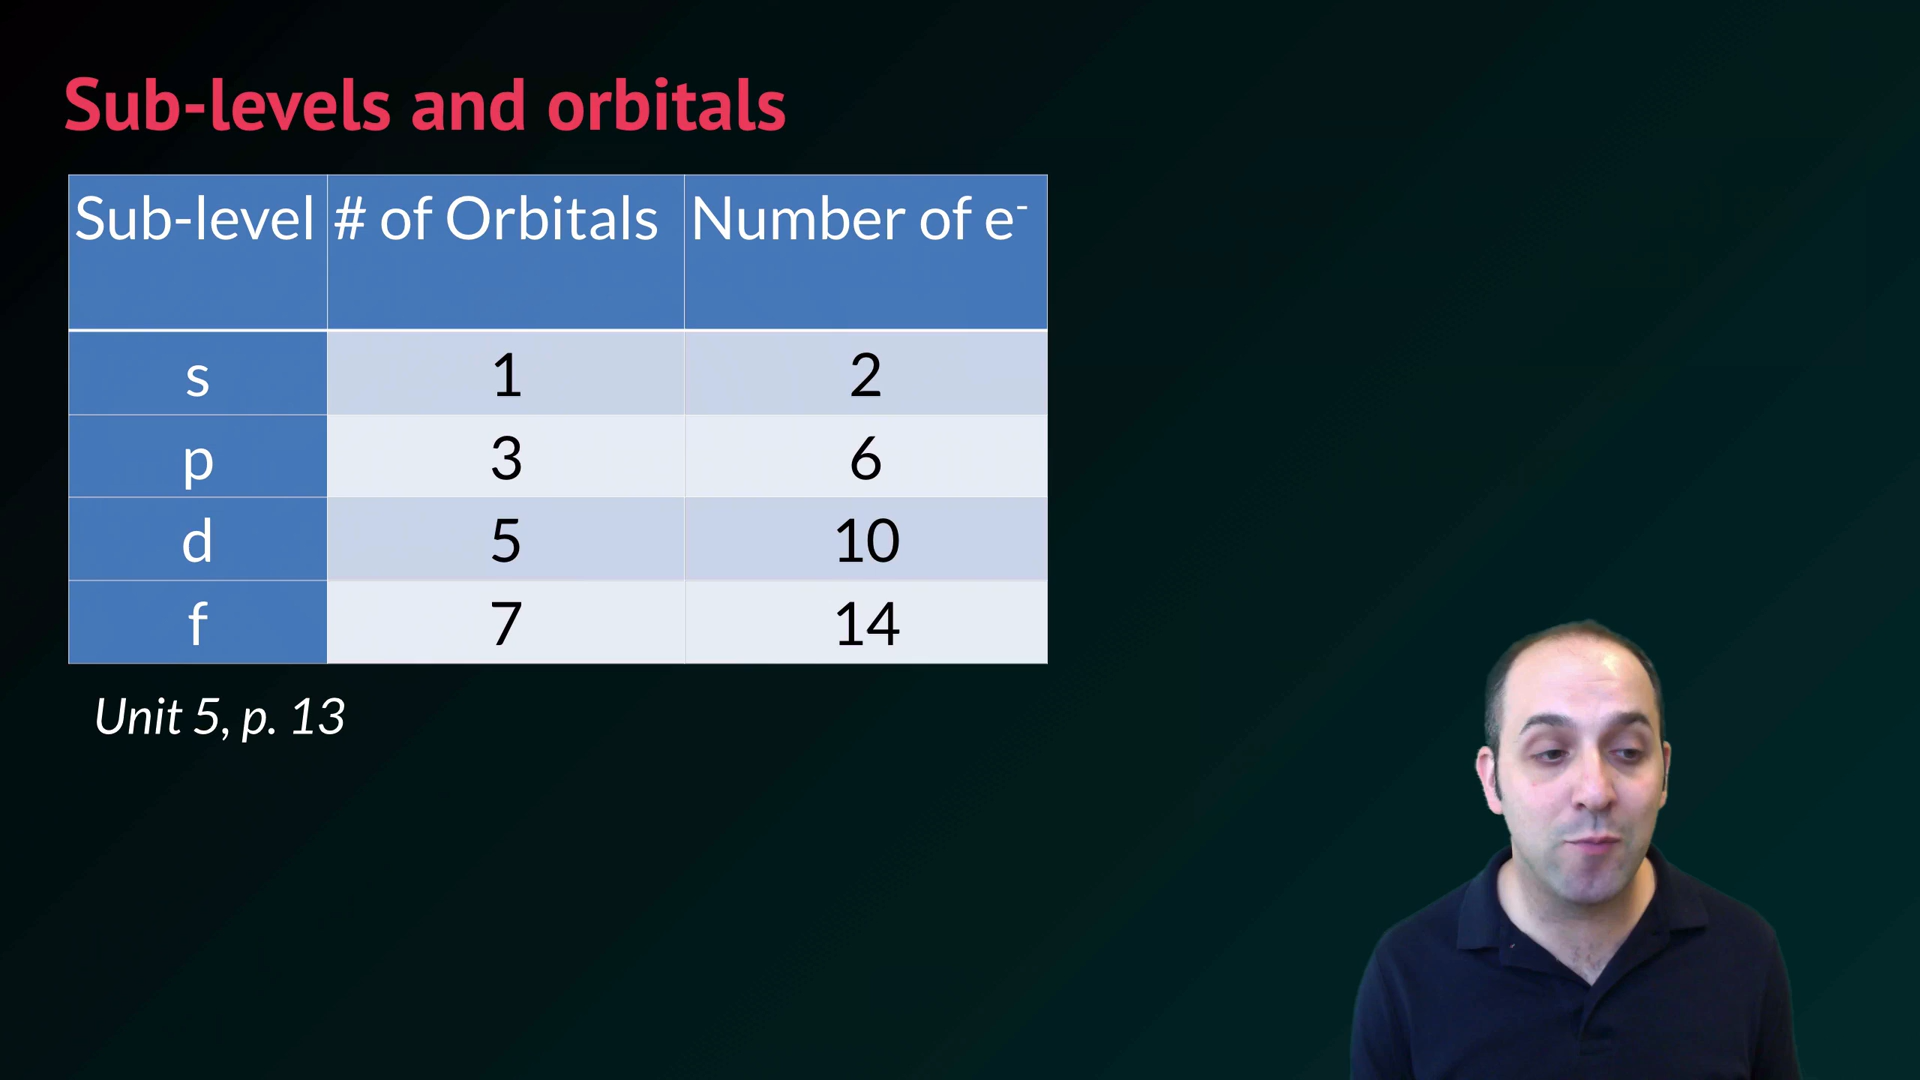 Sub-levels and orbitals
Sub-level # of Orbitals Number of e⁻
s 1 2
p 3 6
d 5 10
f 7 14
Unit 5, p. 13